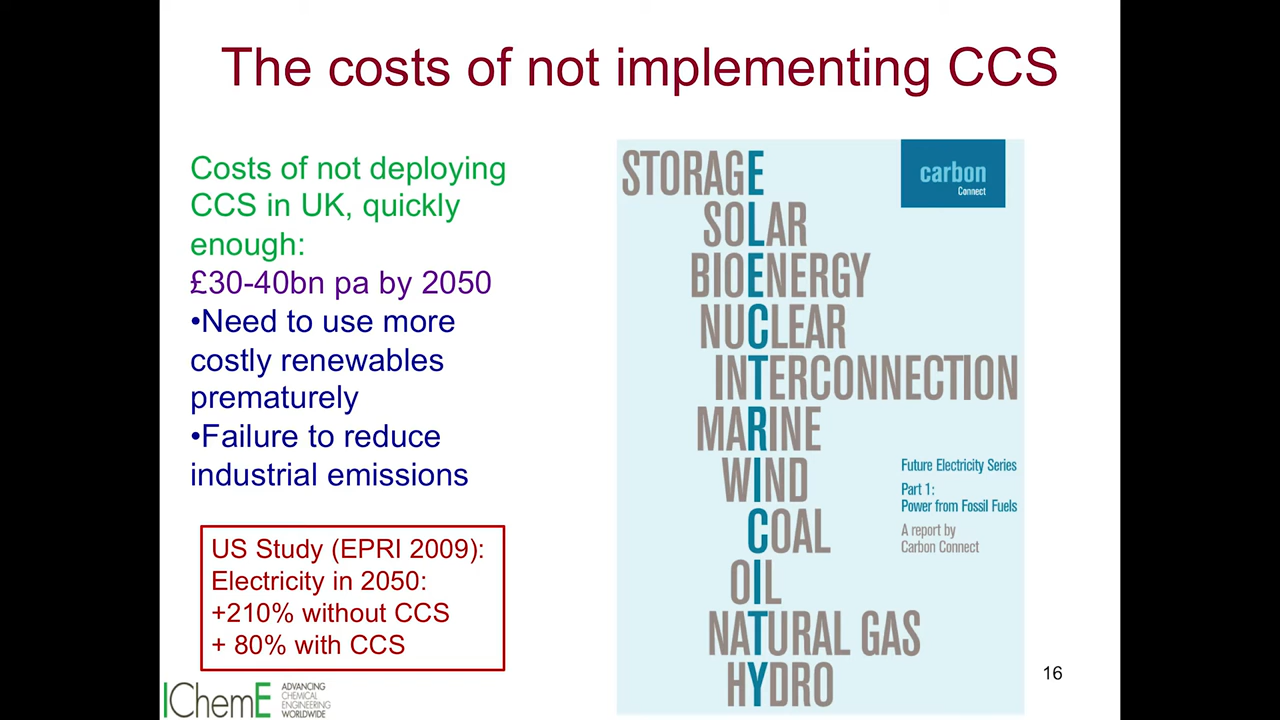 The costs of not implementing CCS
Costs of not deploying
CCS in UK, quickly
enough:
£30-40bn pa by 2050
•Need to use more
costly renewables
prematurely
•Failure to reduce
industrial emissions
US Study (EPRI 2009):
Electricity in 2050:
+210% without CCS
+ 80% with CCS
IChemE
ADVANCING
CHEMICAL
ENGINEERING
WORLDWIDE
carbon
Connect
STORAGE
SOLAR
BIOENERGY
NUCLEAR
INTERCONNECTION
MARINE
WIND
COAL
OIL
NATURAL GAS
HYDRO
Future Electricity Series
Part 1:
Power from Fossil Fuels
A report by
Carbon Connect
16